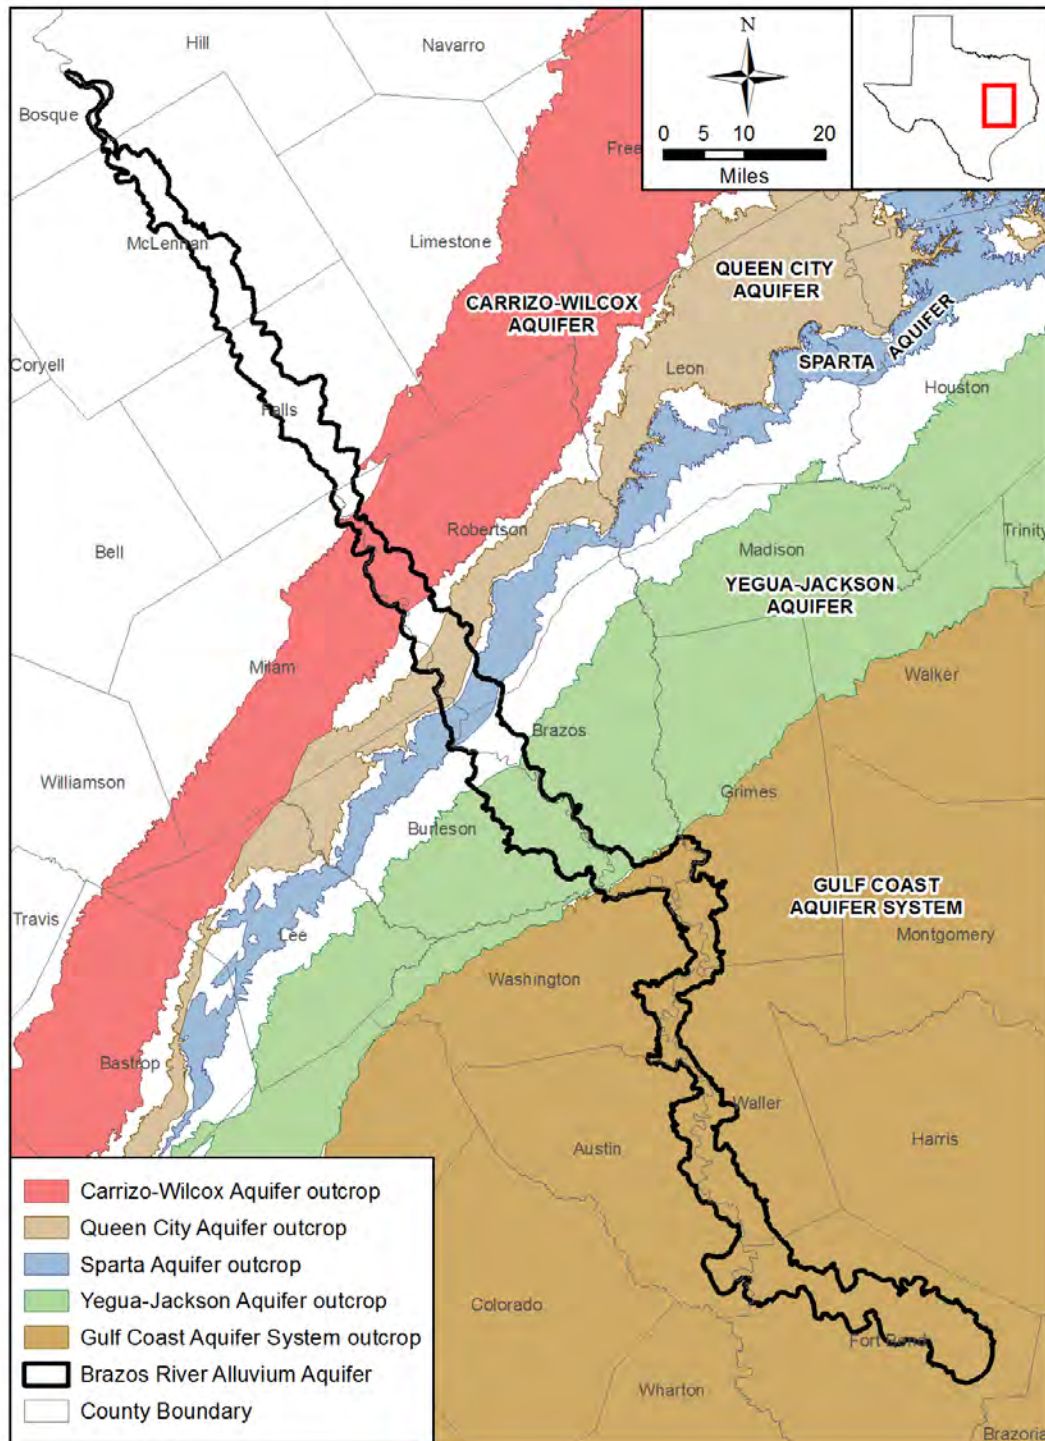 Hill
Navarro
N
Bosque
0 5 10 20
Miles
Free
McLennan
Limestone
QUEEN CITY
AQUIFER
CARRIZO-WILCOX
AQUIFER
SPARTA
AQUIFER
Coryell
Leon
Houston
Falls
Robertson
Bell
Madison
Trinity
YEGUA-JACKSON
AQUIFER
Milam
Walker
Brazos
Williamson
Grimes
Burleson
GULF COAST
AQUIFER SYSTEM
Travis
Lee
Montgomery
Washington
Bastrop
Waller
Austin
Harris
Carrizo-Wilcox Aquifer outcrop
Queen City Aquifer outcrop
Sparta Aquifer outcrop
Yegua-Jackson Aquifer outcrop
Gulf Coast Aquifer System outcrop
Brazos River Alluvium Aquifer
County Boundary
Colorado
Fort Bend
Wharton
Brazoria